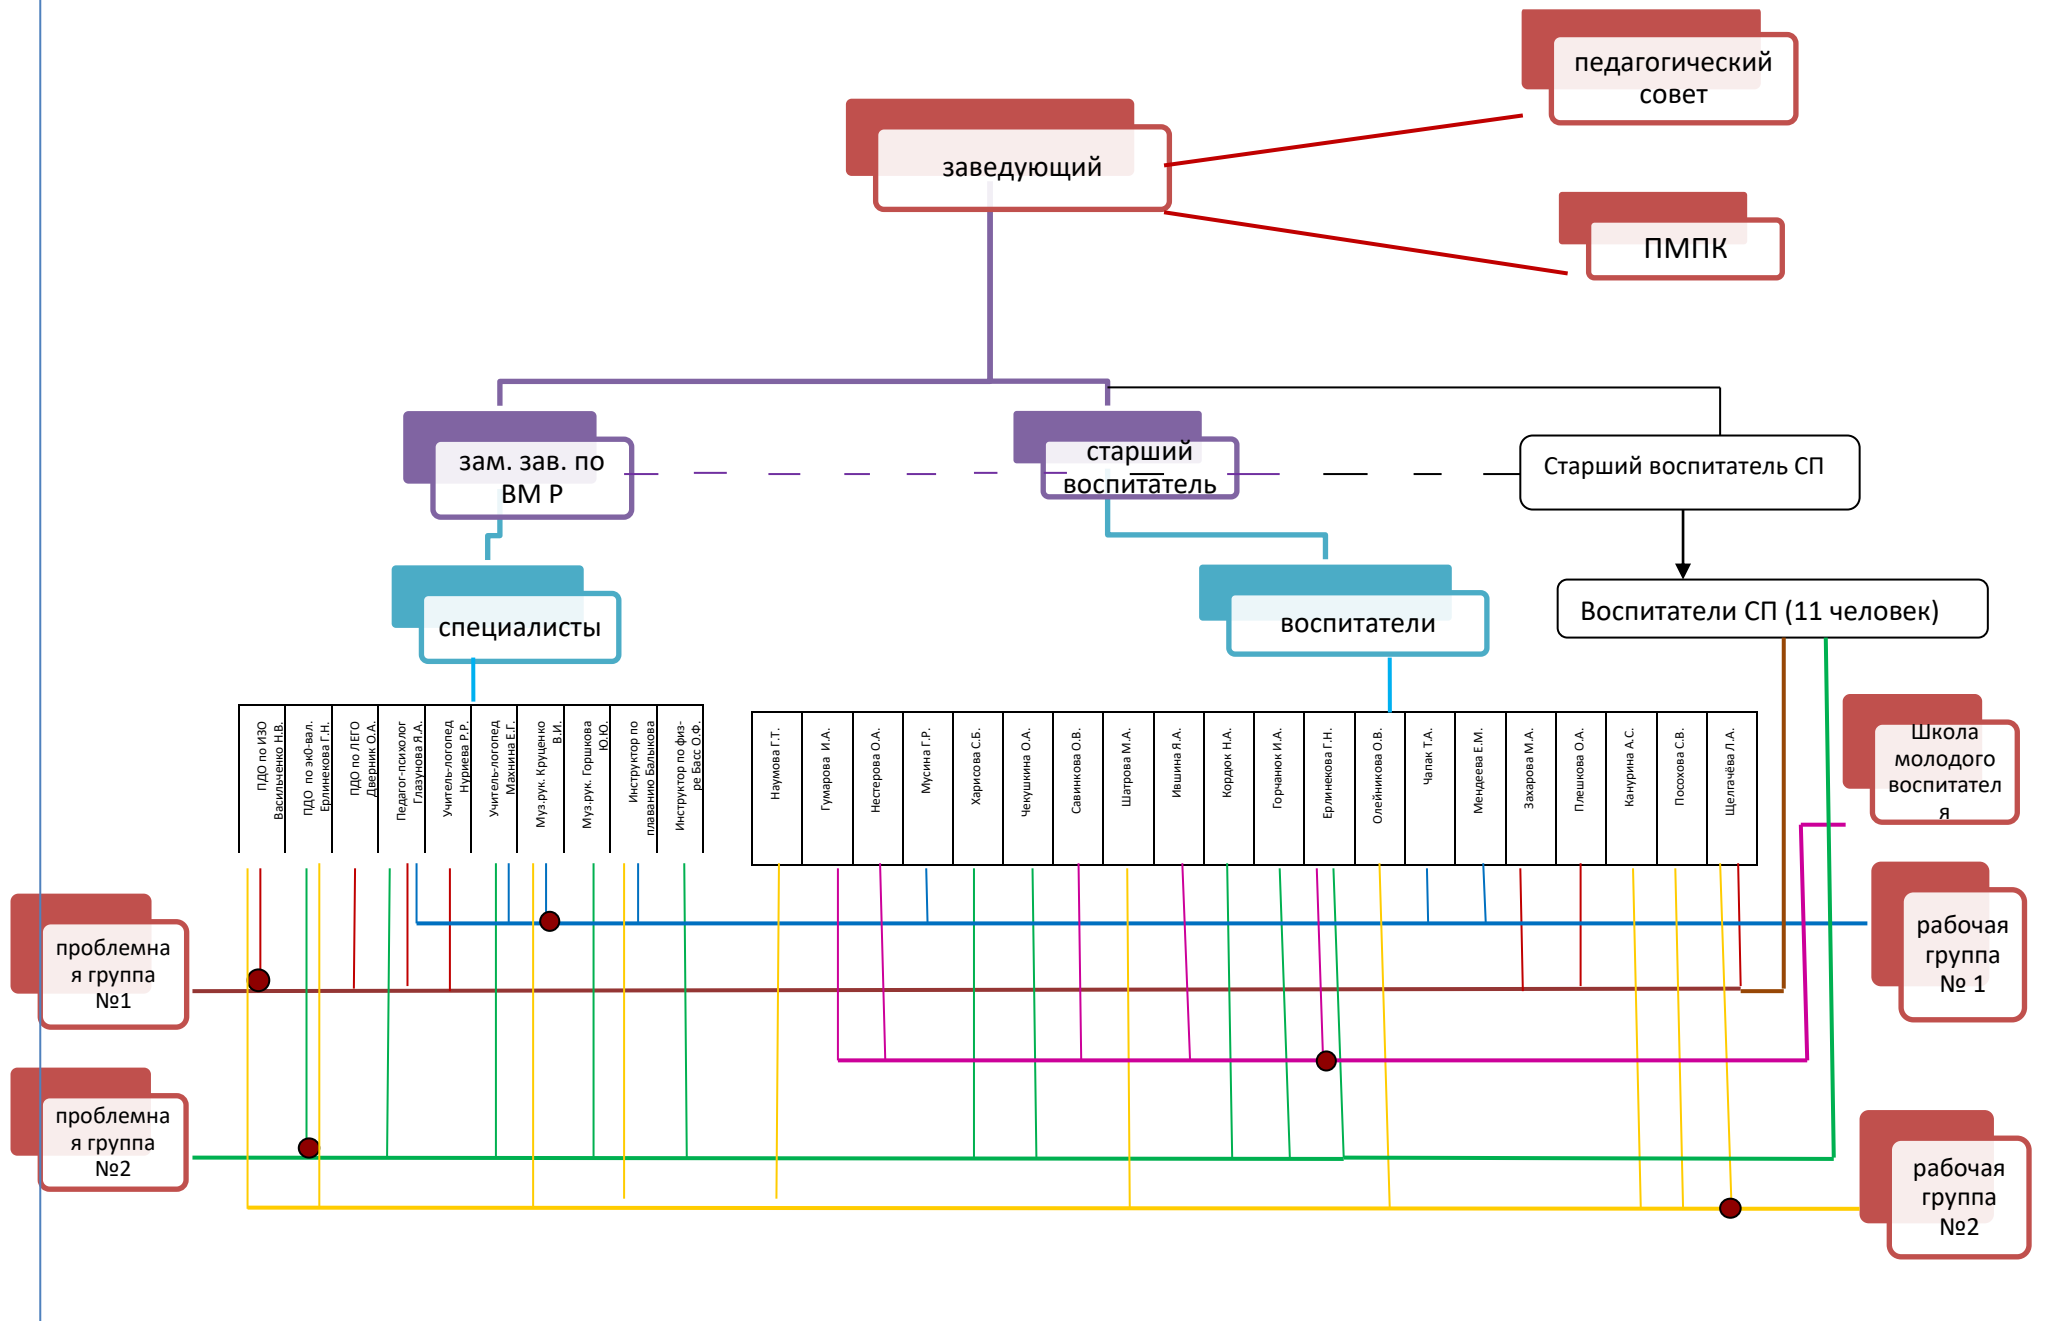 педагогический
совет
заведующий
ПМПК
зам. зав. по
ВМ Р
старший
воспитатель
Старший воспитатель СП
специалисты
воспитатели
Воспитатели СП (11 человек)
ПДО по ИЗО
Васильченко Н.В.
ПДО по эк0-вал.
Ерлинекова Г.Н.
ПДО по ЛЕГО
Дверник О.А.
Педагог-психолог
Глазунова Я.А.
Учитель-логопед
Нуриева Р.Р.
Учитель-логопед
Махнина Е.Г.
Муз.рук. Круценко
В.И.
Муз.рук. Горшкова
Ю.Ю.
Инструктор по
плаванию Балыкова
Инструктор по физ-
ре Басс О.Ф.
Наумова Г.Т.
Гумарова И.А.
Нестерова О.А.
Мусина Г.Р.
Харисова С.Б.
Чекушкина О.А.
Савинкова О.В.
Шатрова М.А.
Ившина Я.А.
Кордюк Н.А.
Горчанюк И.А.
Ерлинекова Г.Н.
Олейникова О.В.
Чапак Т.А.
Мендеева Е.М.
Захарова М.А.
Плешкова О.А.
Канурина А.С.
Посохова С.В.
Щелгачёва Л.А.
Школа
молодого
воспитател
я
проблемна
я группа
№1
рабочая
группа
№ 1
проблемна
я группа
№2
рабочая
группа
№2